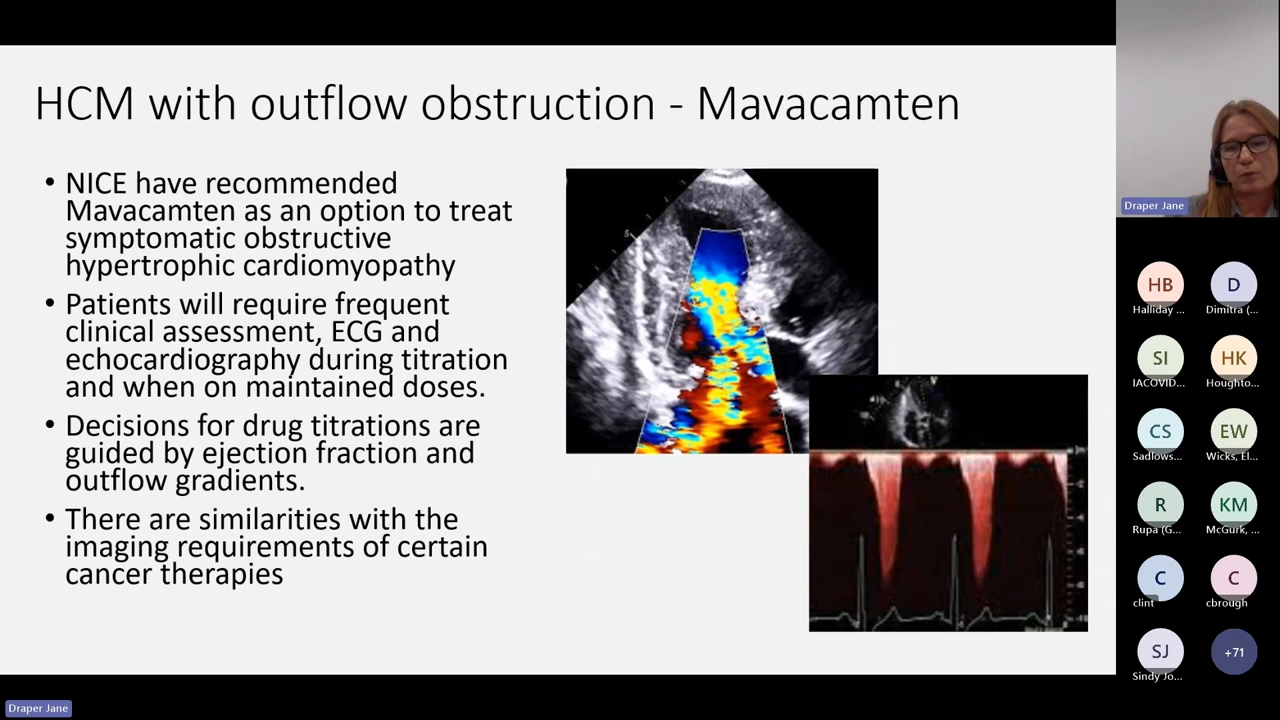 HCM with outflow obstruction - Mavacamten
• NICE have recommended
Mavacamten as an option to treat
symptomatic obstructive
hypertrophic cardiomyopathy
• Patients will require frequent
clinical assessment, ECG and
echocardiography during titration
and when on maintained doses.
• Decisions for drug titrations are
guided by ejection fraction and
outflow gradients.
• There are similarities with the
imaging requirements of certain
cancer therapies
5
Draper Jane
HB
Halliday ...
D
Dimitra (...
SI
IACOVID...
HK
Houghto...
CS
Sadlows...
EW
Wicks, El...
R
Rupa (G...
KM
McGurk, ...
C
clint
C
cbrough
SJ
Sindy Jo...
+71
Draper Jane